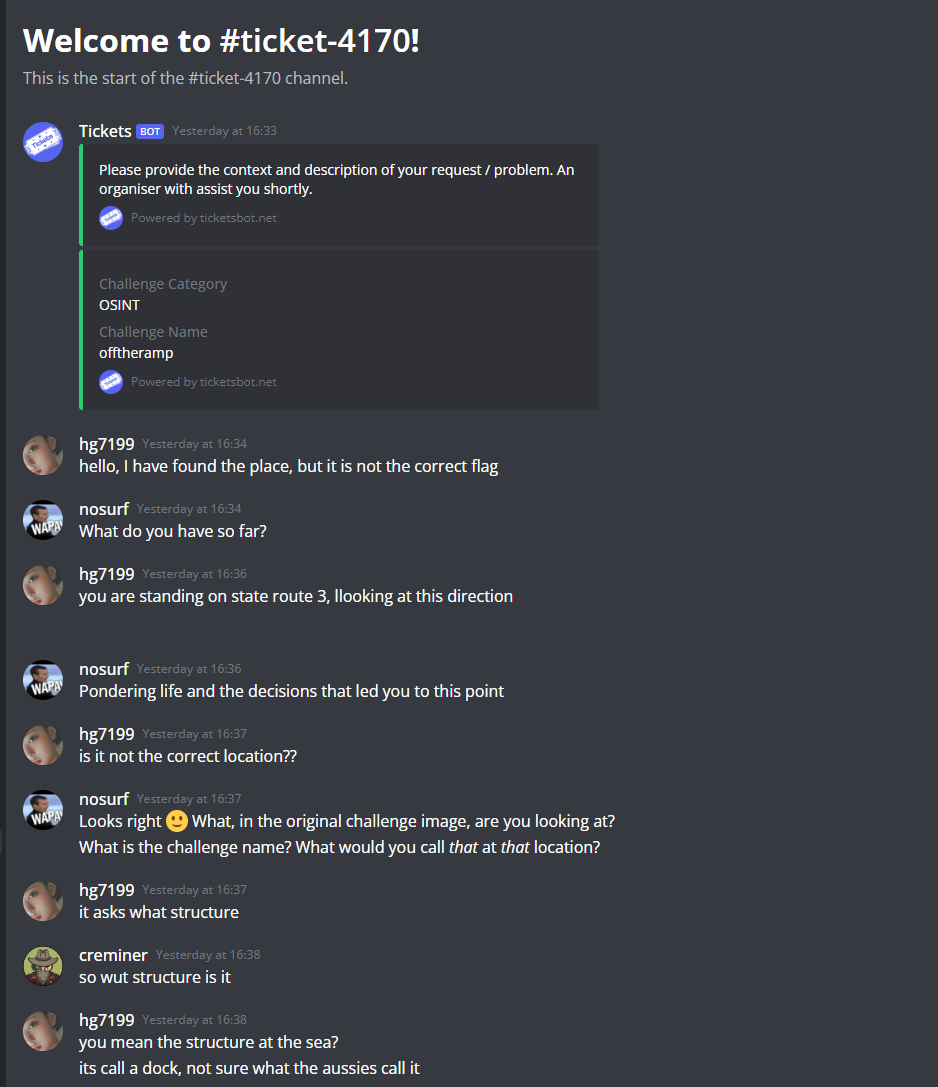 Welcome to #ticket-4170!
This is the start of the #ticket-4170 channel.
Tickets BOT Yesterday at 16:33
Please provide the context and description of your request / problem. An
organiser with assist you shortly.
Powered by ticketsbot.net
Challenge Category
OSINT
Challenge Name
offtheramp
Powered by ticketsbot.net
hg7199 Yesterday at 16:34
hello, I have found the place, but it is not the correct flag
nosurf Yesterday at 16:34
WAPA
What do you have so far?
hg7199 Yesterday at 16:36
you are standing on state route 3, llooking at this direction
nosurf Yesterday at 16:36
WAPA
Pondering life and the decisions that led you to this point
hg7199 Yesterday at 16:37
is it not the correct location??
nosurf Yesterday at 16:37
WAPA
Looks right 🙂 What, in the original challenge image, are you looking at?
What is the challenge name? What would you call that at that location?
hg7199 Yesterday at 16:37
it asks what structure
creminer Yesterday at 16:38
so wut structure is it
hg7199 Yesterday at 16:38
you mean the structure at the sea?
its call a dock, not sure what the aussies call it